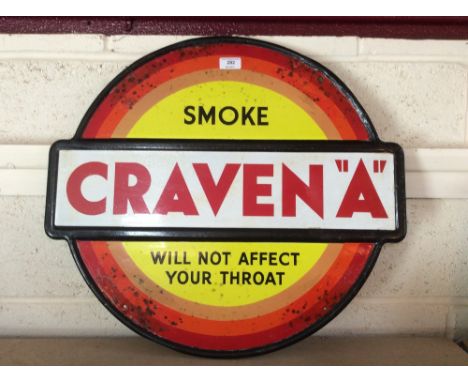 SMOKE
CRAVEN "A"
WILL NOT AFFECT
YOUR THROAT